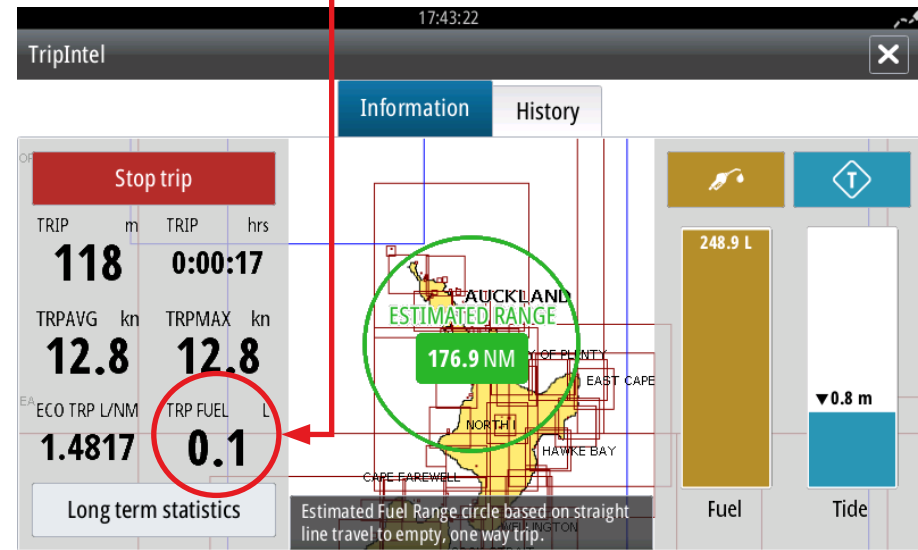 17:43:22
TripIntel
Information
History
Stop trip
TRIP m
TRIP hrs
118
0:00:17
TRPAVG kn
TRPMAX kn
12.8
12.8
ECO TRP L/NM
TRP FUEL L
1.4817
0.1
Long term statistics
AUCKLAND
ESTIMATED RANGE
176.9 NM
OF PLENTY
EAST CAPE
NORTH I
HAWKE BAY
CAPE FAREWELL
WELLINGTON
Estimated Fuel Range circle based on straight
line travel to empty, one way trip.
T
248.9 L
▼0.8 m
Fuel
Tide